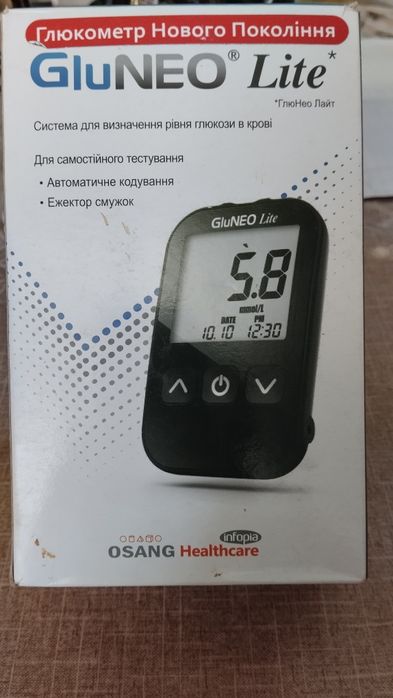 Глюкометр Нового Покоління
GluNEO® Lite*
*ГлюНео Лайт
Система для визначення рівня глюкози в крові
Для самостійного тестування
• Автоматичне кодування
• Ежектор смужок
GluNEO Lite
5.8
mmol/L
DATE PM
10.10 12:30
infopia
OSANG Healthcare